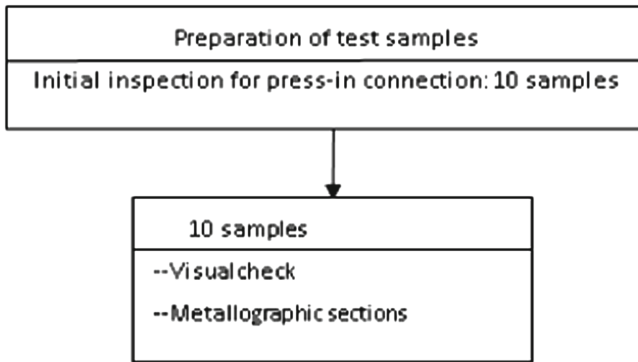 Preparation of test samples
Initial inspection for press-in connection: 10 samples
10 samples
--Visualcheck
--Metallographic sections